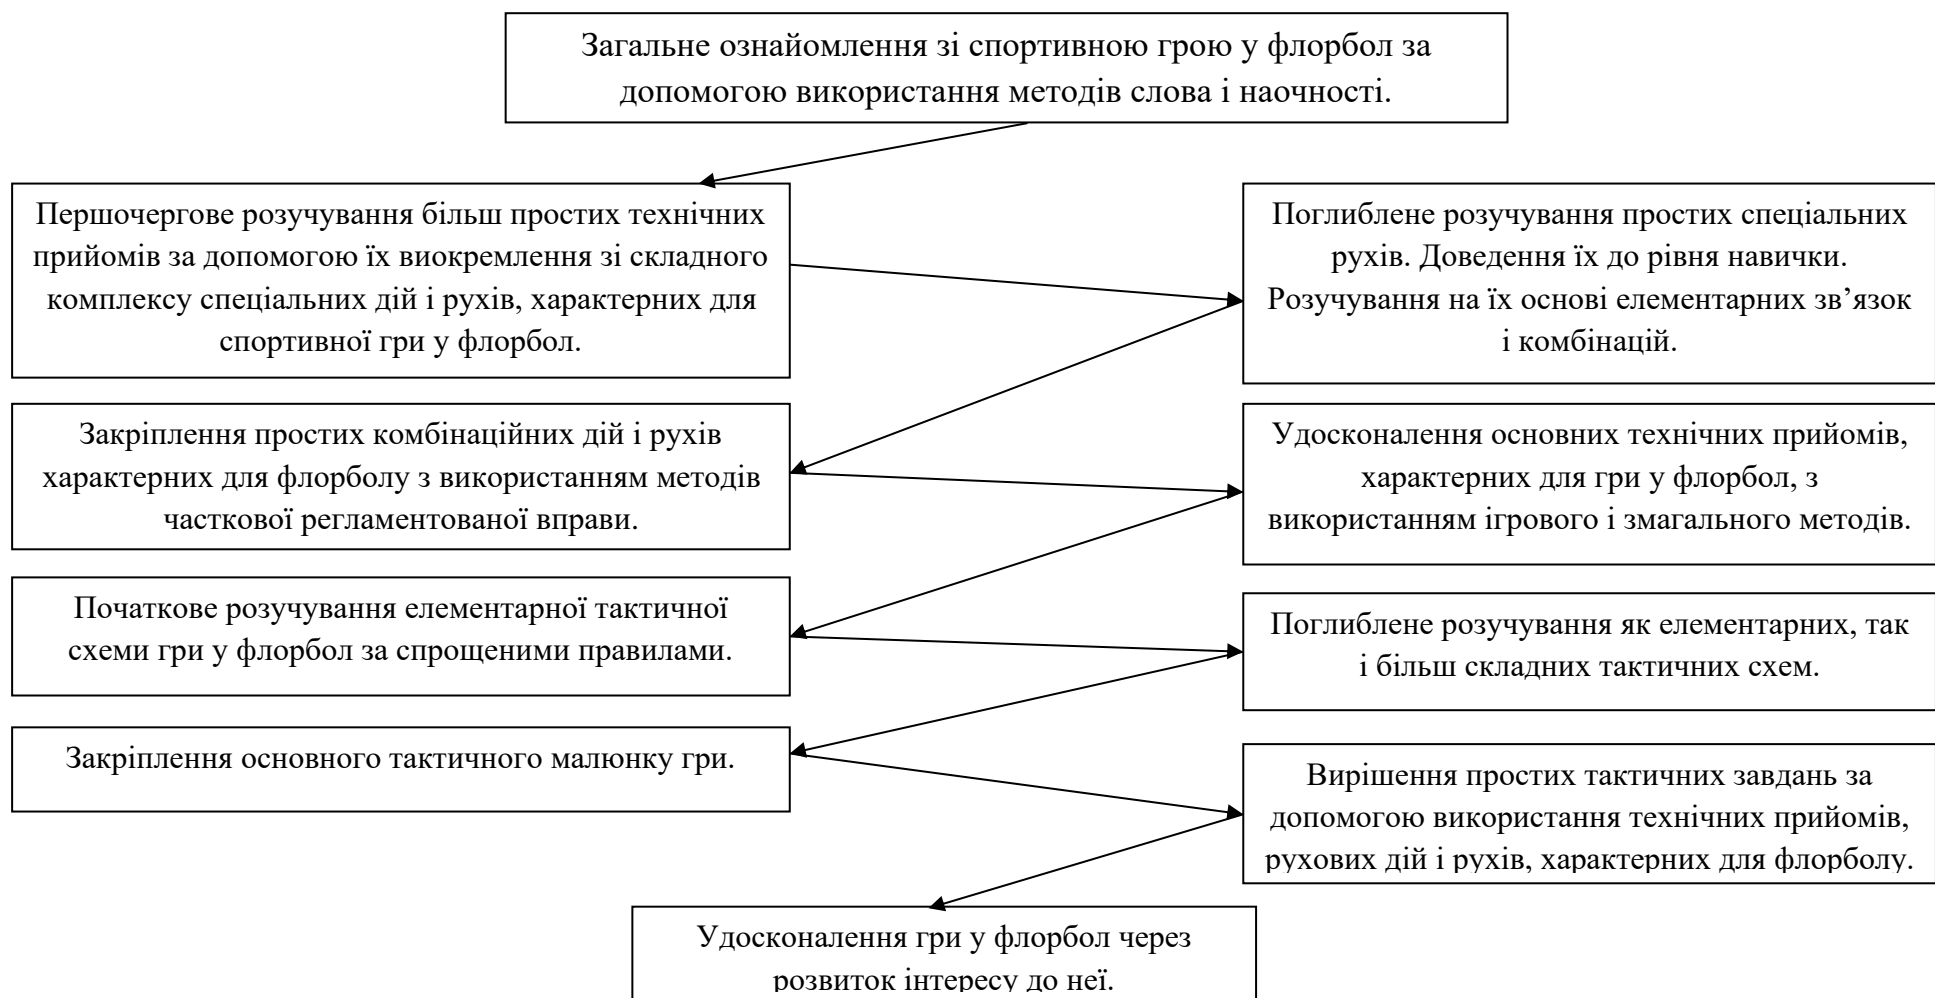 Загальне ознайомлення зі спортивною грою у флорбол за
допомогою використання методів слова і наочності.
Першочергове розучування більш простих технічних
прийомів за допомогою їх виокремлення зі складного
комплексу спеціальних дій і рухів, характерних для
спортивної гри у флорбол.
Поглиблене розучування простих спеціальних
рухів. Доведення їх до рівня навички.
Розучування на їх основі елементарних зв’язок
і комбінацій.
Закріплення простих комбінаційних дій і рухів
характерних для флорболу з використанням методів
часткової регламентованої вправи.
Удосконалення основних технічних прийомів,
характерних для гри у флорбол, з
використанням ігрового і змагального методів.
Початкове розучування елементарної тактичної
схеми гри у флорбол за спрощеними правилами.
Поглиблене розучування як елементарних, так
і більш складних тактичних схем.
Закріплення основного тактичного малюнку гри.
Вирішення простих тактичних завдань за
допомогою використання технічних прийомів,
рухових дій і рухів, характерних для флорболу.
Удосконалення гри у флорбол через
розвиток інтересу до неї.